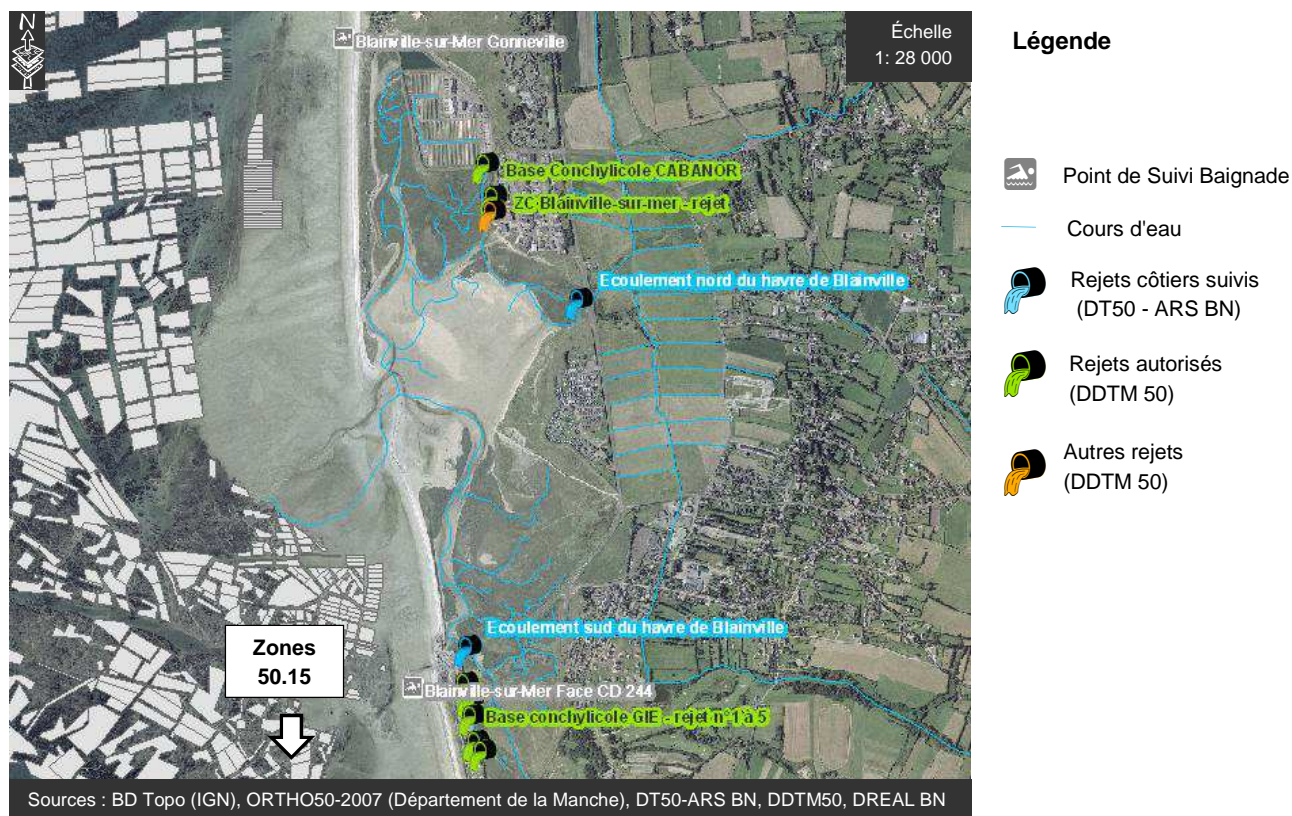 N
Blainville-sur-Mer Gonneville
Échelle
1: 28 000
Base Conchylicole CABANOR
ZC Blainville-sur-mer - rejet
Ecoulement nord du havre de Blainville
Ecoulement sud du havre de Blainville
Zones
50.15
Blainville-sur-Mer Face CD 244
Base conchylicole GIE - rejet n°1 à 5
Sources : BD Topo (IGN), ORTHO50-2007 (Département de la Manche), DT50-ARS BN, DDTM50, DREAL BN
Légende
Point de Suivi Baignade
Cours d'eau
Rejets côtiers suivis
(DT50 - ARS BN)
Rejets autorisés
(DDTM 50)
Autres rejets
(DDTM 50)